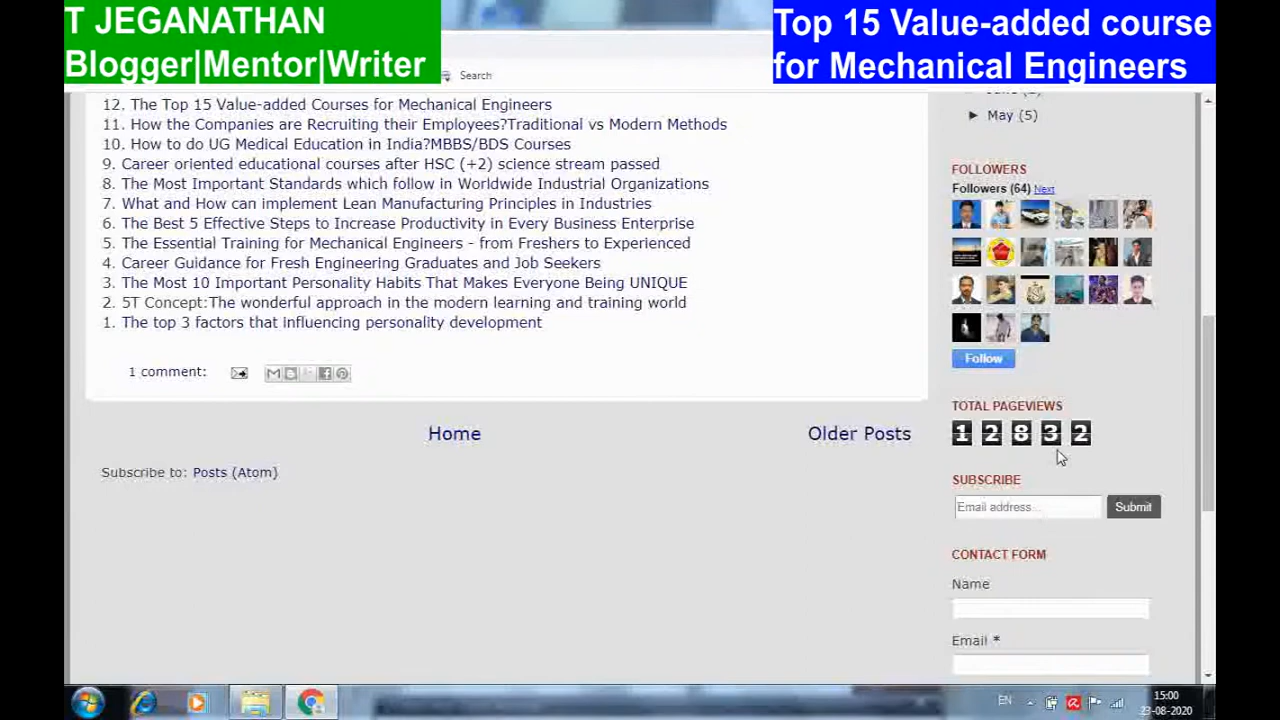 T JEGANATHAN
Blogger|Mentor|Writer
Top 15 Value-added course
for Mechanical Engineers
Search
12. The Top 15 Value-added Courses for Mechanical Engineers
11. How the Companies are Recruiting their Employees?Traditional vs Modern Methods
10. How to do UG Medical Education in India?MBBS/BDS Courses
9. Career oriented educational courses after HSC (+2) science stream passed
8. The Most Important Standards which follow in Worldwide Industrial Organizations
7. What and How can implement Lean Manufacturing Principles in Industries
6. The Best 5 Effective Steps to Increase Productivity in Every Business Enterprise
5. The Essential Training for Mechanical Engineers - from Freshers to Experienced
4. Career Guidance for Fresh Engineering Graduates and Job Seekers
3. The Most 10 Important Personality Habits That Makes Everyone Being UNIQUE
2. 5T Concept:The wonderful approach in the modern learning and training world
1. The top 3 factors that influencing personality development
1 comment:
Home
Older Posts
Subscribe to: Posts (Atom)
► May (5)
FOLLOWERS
Followers (64) Next
Follow
TOTAL PAGEVIEWS
1 2 8 3 2
SUBSCRIBE
Email address...
Submit
CONTACT FORM
Name
Email *
EN
15:00
23-08-2020